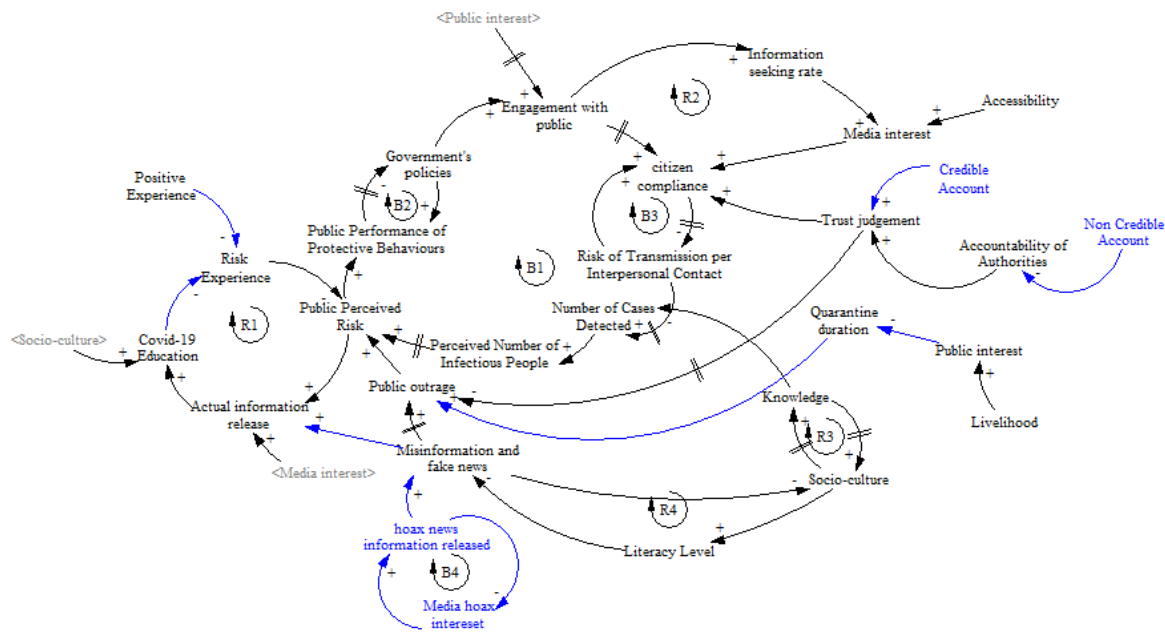 <Public interest>
Information
seeking rate
Engagement with
public
R2
Accessibility
Media interest
Government's
policies
citizen
compliance
Credible
Account
Positive
Experience
B2
B3
Trust judgement
Non Credible
Account
Public Performance of
Protective Behaviours
Accountability of
Authorities
Risk
Experience
B1
Risk of Transmission per
Interpersonal Contact
Public Perceived
Risk
Number of Cases
Detected
Quarantine
duration
R1
<Socio-culture>
Covid-19
Education
Perceived Number of
Infectious People
Public interest
Public outrage
Knowledge
Actual information
release
Livelihood
R3
Misinformation and
fake news
<Media interest>
Socio-culture
R4
hoax news
information released
Literacy Level
B4
Media hoax
intereset